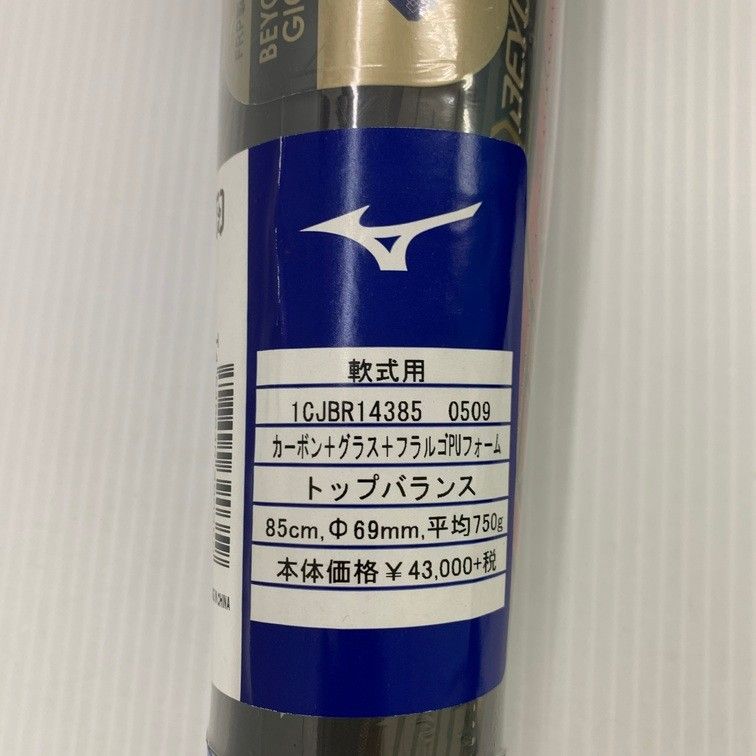 BEYO
GIG
軟式用
1CJBR14385 0509
カーボン+グラス+フラルゴPUフォーム
トップバランス
85cm,Φ69mm,平均750g
本体価格¥43,000+税
CHINA